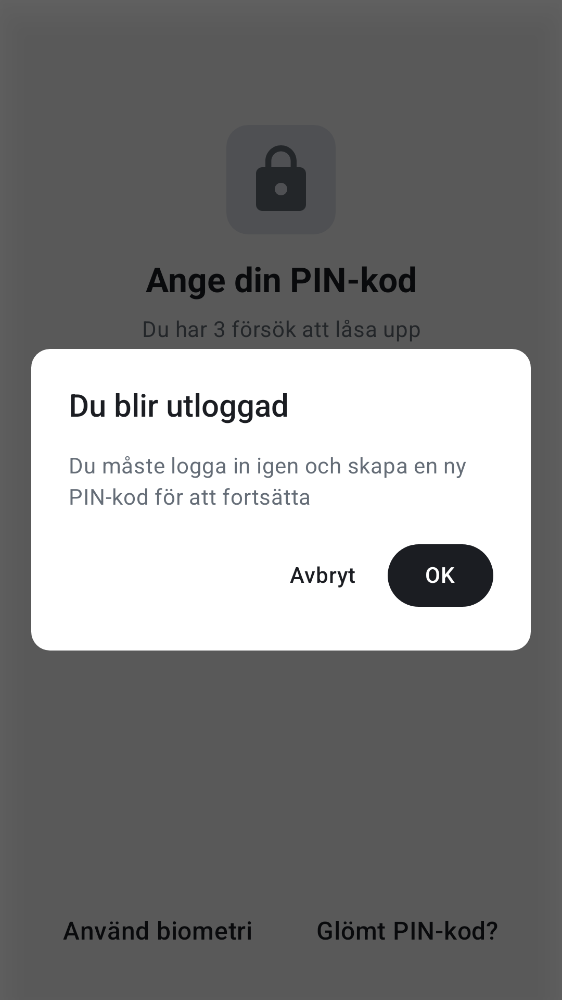 Ange din PIN-kod
Du har 3 försök att låsa upp
Du blir utloggad
Du måste logga in igen och skapa en ny
PIN-kod för att fortsätta
Avbryt
OK
Använd biometri
Glömt PIN-kod?